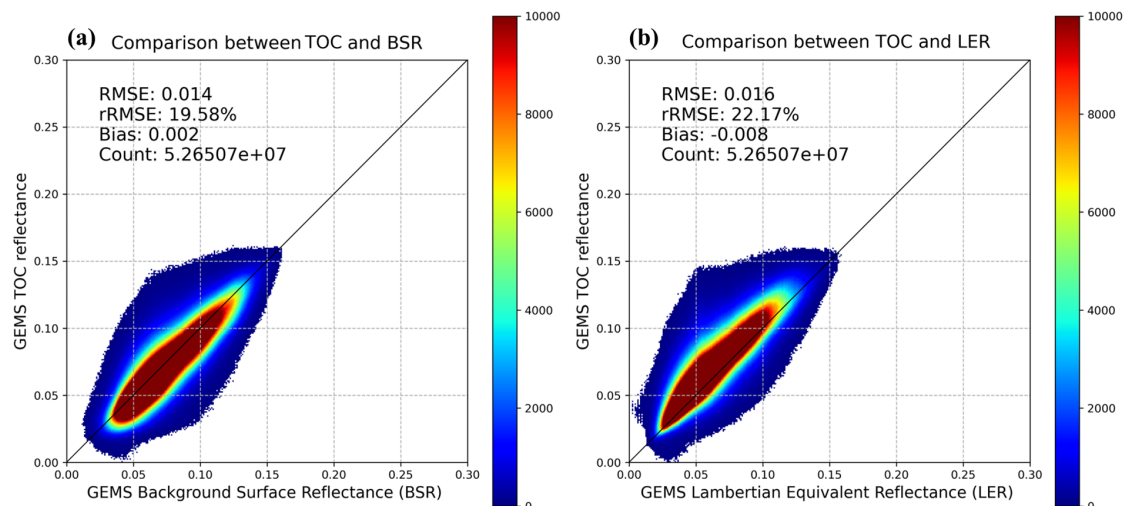 (a) Comparison between TOC and BSR
RMSE: 0.014
rRMSE: 19.58%
Bias: 0.002
Count: 5.26507e+07
GEMS TOC reflectance
0.30
0.25
0.20
0.15
0.10
0.05
0.00
0.00 0.05 0.10 0.15 0.20 0.25 0.30
GEMS Background Surface Reflectance (BSR)
10000
8000
6000
4000
2000
0
(b) Comparison between TOC and LER
RMSE: 0.016
rRMSE: 22.17%
Bias: -0.008
Count: 5.26507e+07
GEMS TOC reflectance
0.30
0.25
0.20
0.15
0.10
0.05
0.00
0.00 0.05 0.10 0.15 0.20 0.25 0.30
GEMS Lambertian Equivalent Reflectance (LER)
10000
8000
6000
4000
2000
0